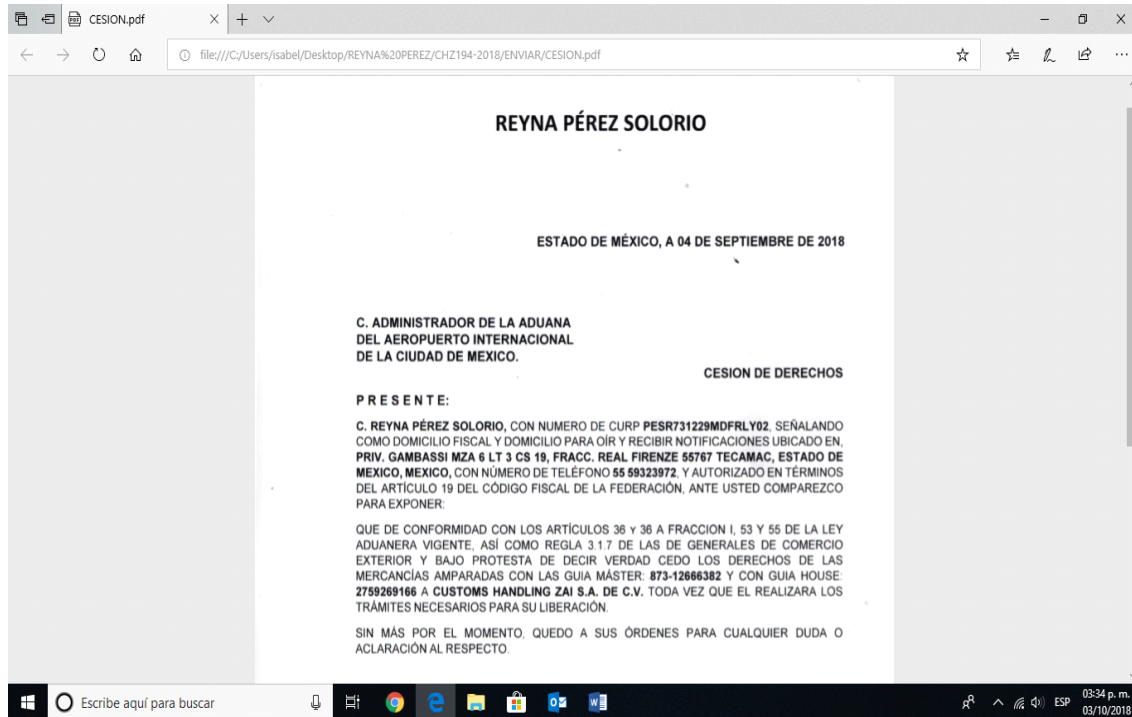 CESION.pdf
file:///C:/Users/isabel/Desktop/REYNA%20PEREZ/CHZ194-2018/ENVIAR/CESION.pdf
REYNA PÉREZ SOLORIO
ESTADO DE MÉXICO, A 04 DE SEPTIEMBRE DE 2018
C. ADMINISTRADOR DE LA ADUANA
DEL AEROPUERTO INTERNACIONAL
DE LA CIUDAD DE MEXICO.
CESION DE DERECHOS
P R E S E N T E:
C. REYNA PÉREZ SOLORIO, CON NUMERO DE CURP PESR731229MDFRLY02, SEÑALANDO
COMO DOMICILIO FISCAL Y DOMICILIO PARA OÍR Y RECIBIR NOTIFICACIONES UBICADO EN,
PRIV. GAMBASSI MZA 6 LT 3 CS 19, FRACC. REAL FIRENZE 55767 TECAMAC, ESTADO DE
MEXICO, MEXICO, CON NÚMERO DE TELÉFONO 55 59323972, Y AUTORIZADO EN TÉRMINOS
DEL ARTÍCULO 19 DEL CÓDIGO FISCAL DE LA FEDERACIÓN, ANTE USTED COMPAREZCO
PARA EXPONER:
QUE DE CONFORMIDAD CON LOS ARTÍCULOS 36 Y 36 A FRACCION I, 53 Y 55 DE LA LEY
ADUANERA VIGENTE, ASÍ COMO REGLA 3.1.7 DE LAS DE GENERALES DE COMERCIO
EXTERIOR Y BAJO PROTESTA DE DECIR VERDAD CEDO LOS DERECHOS DE LAS
MERCANCÍAS AMPARADAS CON LAS GUIA MÁSTER: 873-12666382 Y CON GUIA HOUSE:
2759269166 A CUSTOMS HANDLING ZAI S.A. DE C.V. TODA VEZ QUE EL REALIZARA LOS
TRÁMITES NECESARIOS PARA SU LIBERACIÓN.
SIN MÁS POR EL MOMENTO, QUEDO A SUS ÓRDENES PARA CUALQUIER DUDA O
ACLARACIÓN AL RESPECTO.
Escribe aquí para buscar
ESP
03:34 p. m.
03/10/2018